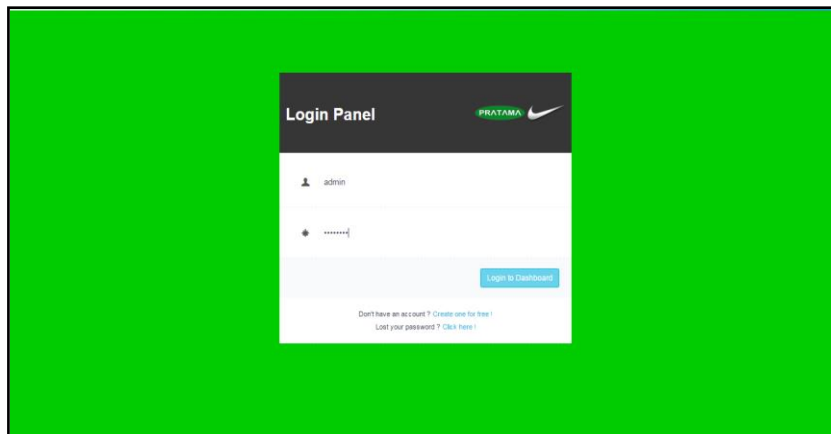 Login Panel
PRATAMA
admin
••••••••
Login to Dashboard
Don't have an account ? Create one for free !
Lost your password ? Click here !